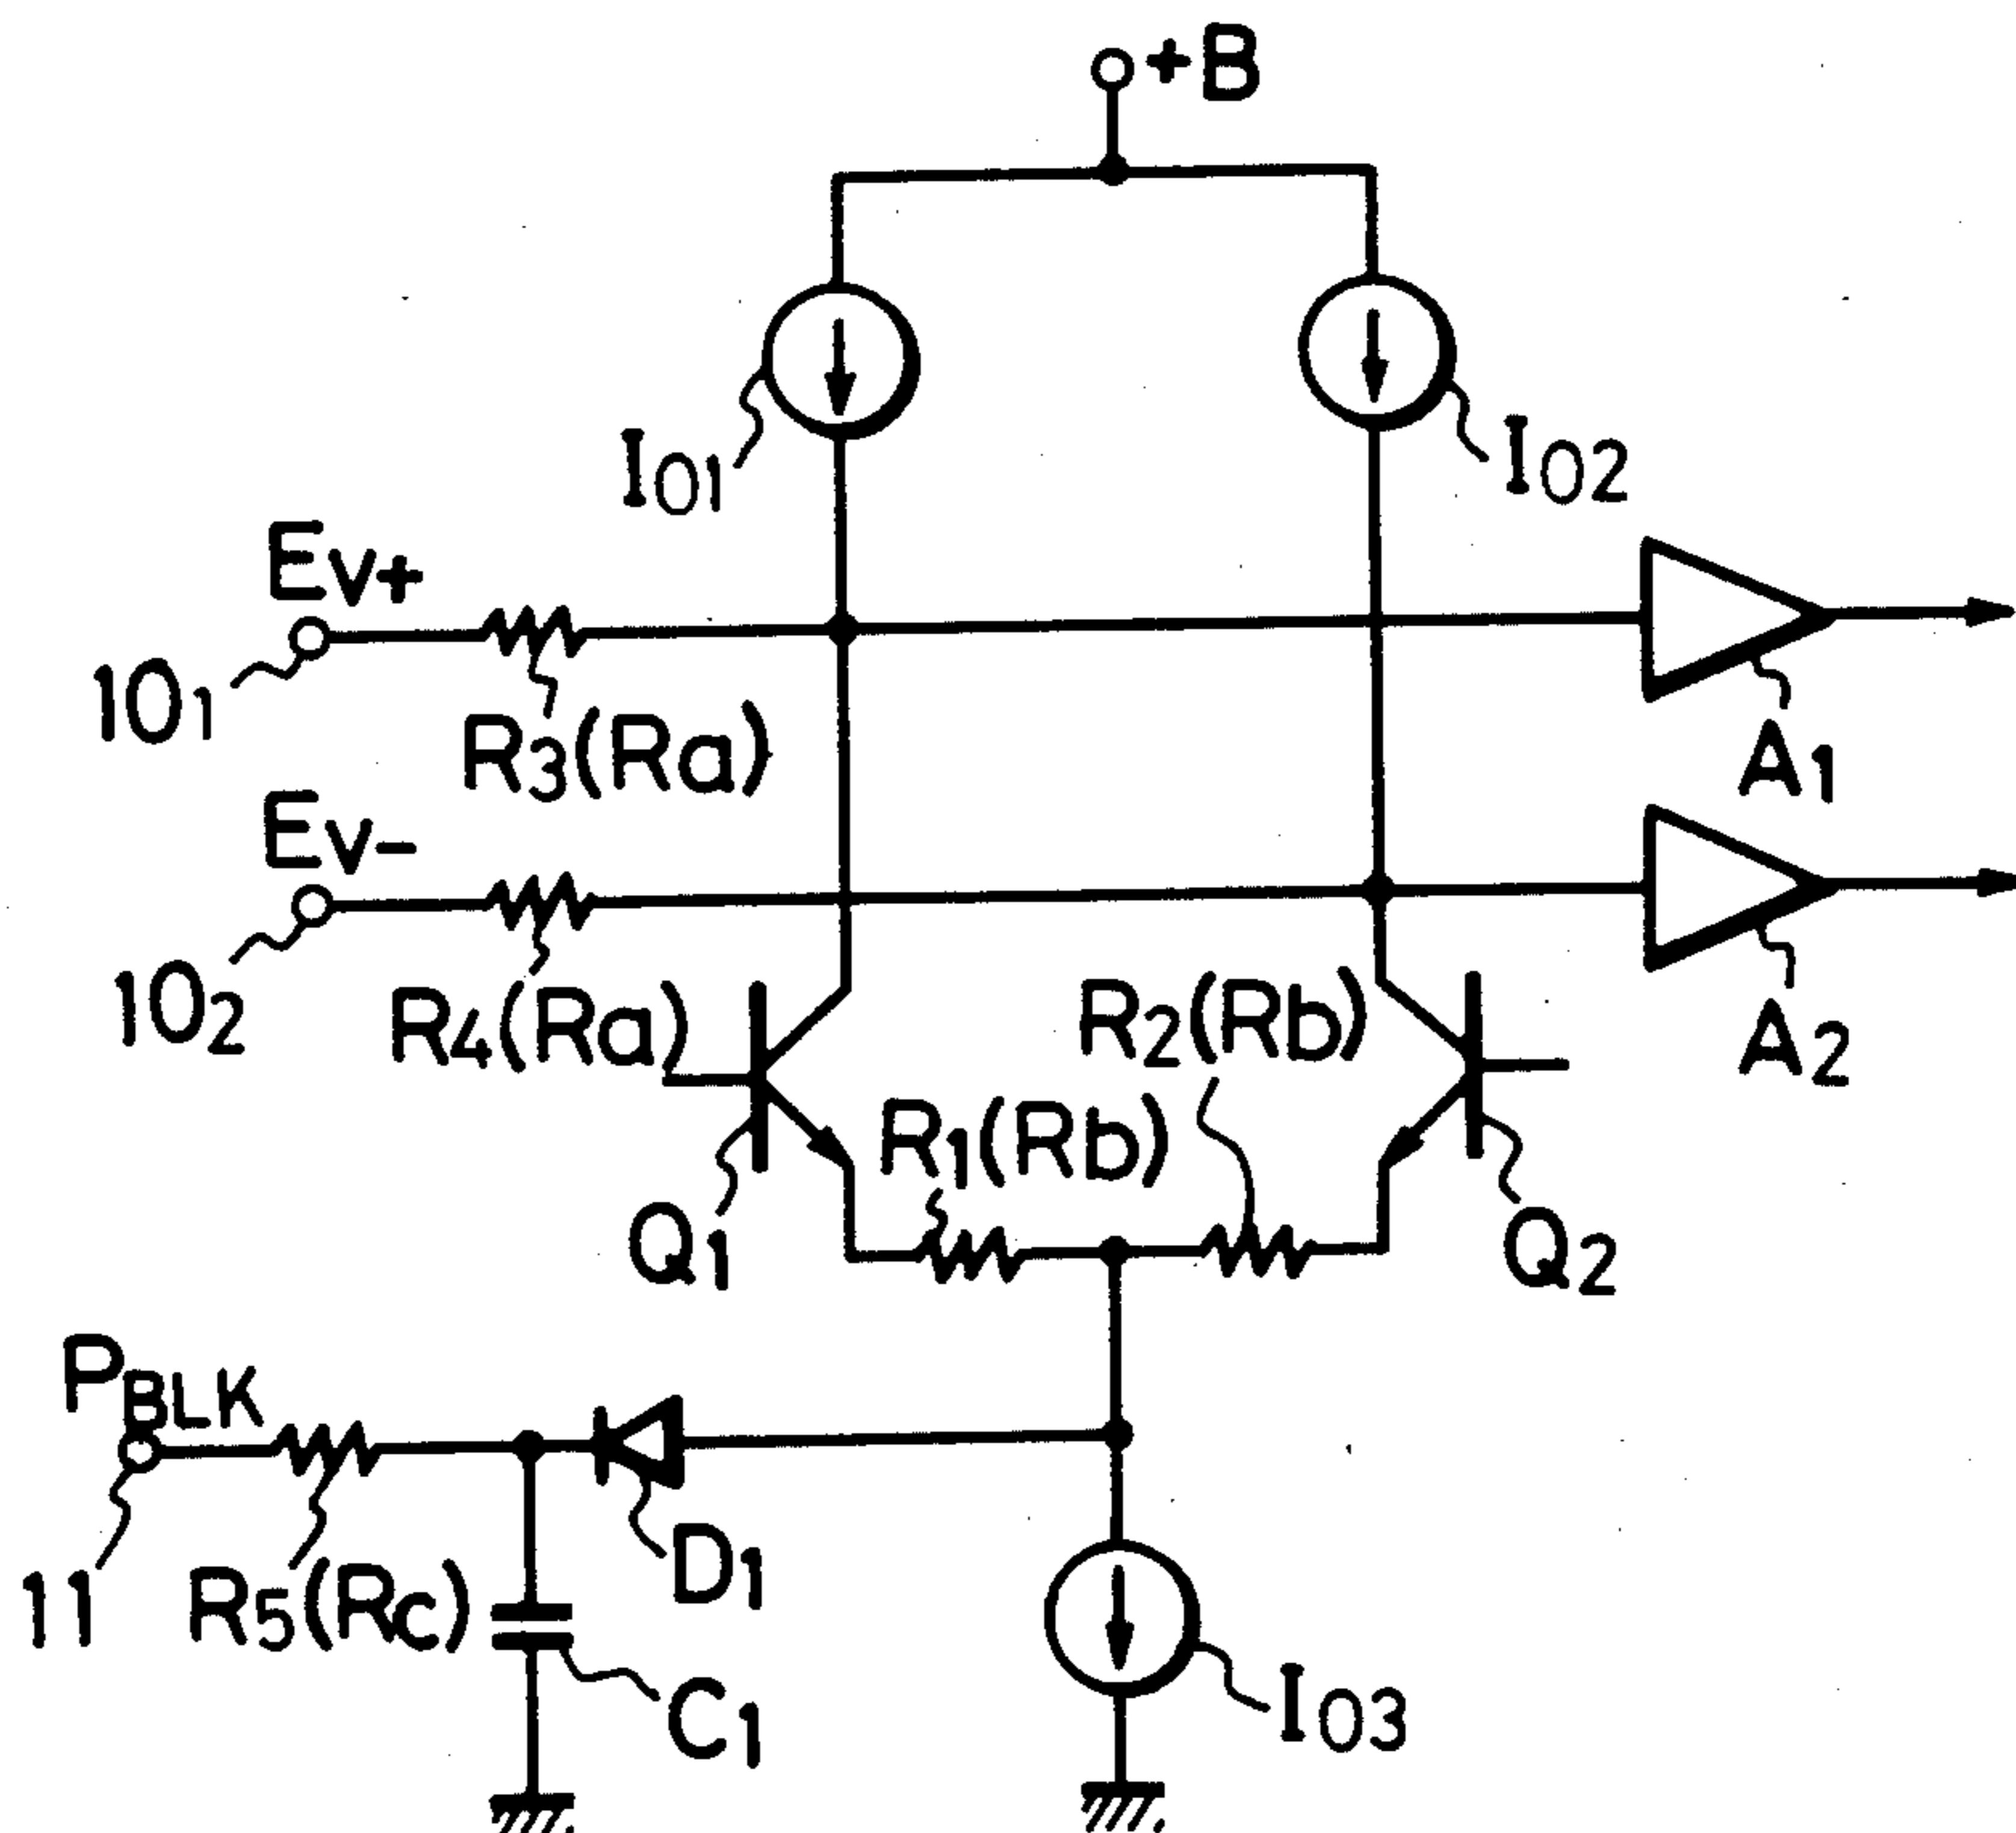 +B
I01
I02
Ev+
101
R3(Ra)
A1
Ev-
102
R4(Ra)
R2(Rb)
A2
R1(Rb)
Q1
Q2
PBLK
11
R5(Rc)
D1
C1
I03